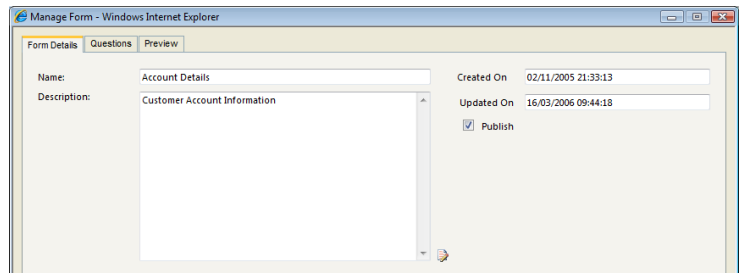 Manage Form - Windows Internet Explorer
Form Details Questions Preview
Name: Account Details Created On 02/11/2005 21:33:13
Description: Customer Account Information Updated On 16/03/2006 09:44:18
Publish